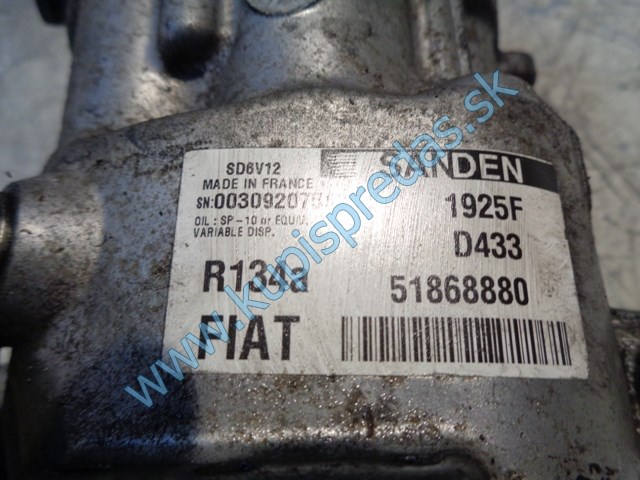 SD6V12
SANDEN
MADE IN FRANCE
SN:
1925F
OIL : SP-10 or EQUIV.
VARIABLE DISP.
D433
R134a
51868880
FIAT
www.kupispredas.sk